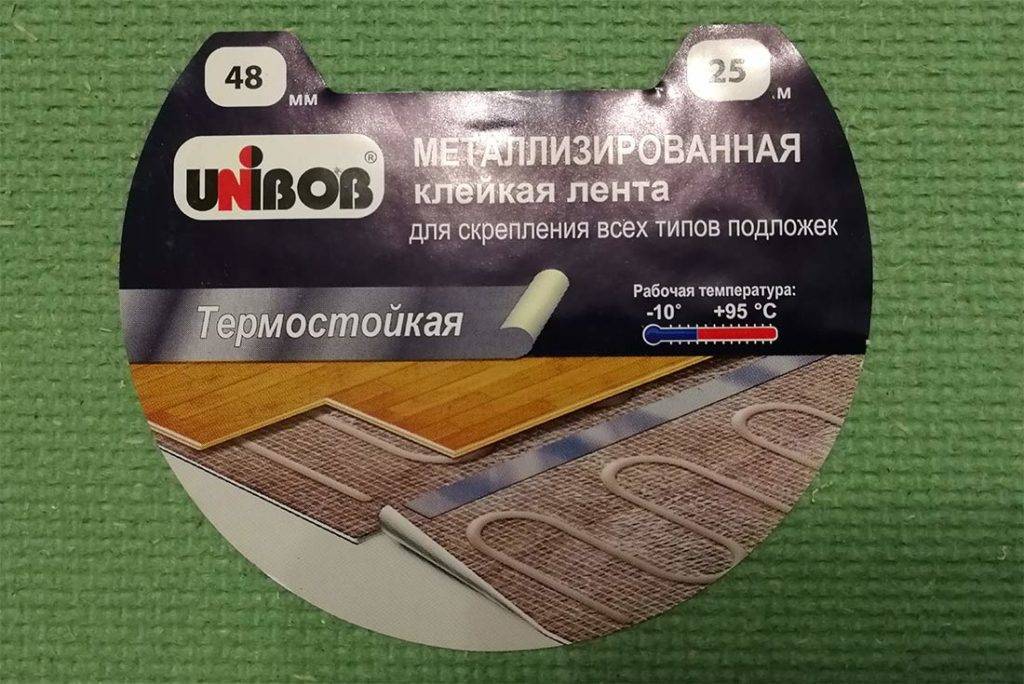 48 мм
25 м
UNIBOB®
МЕТАЛЛИЗИРОВАННАЯ
клейкая лента
для скрепления всех типов подложек
Термостойкая
Рабочая температура:
-10° +95 °С